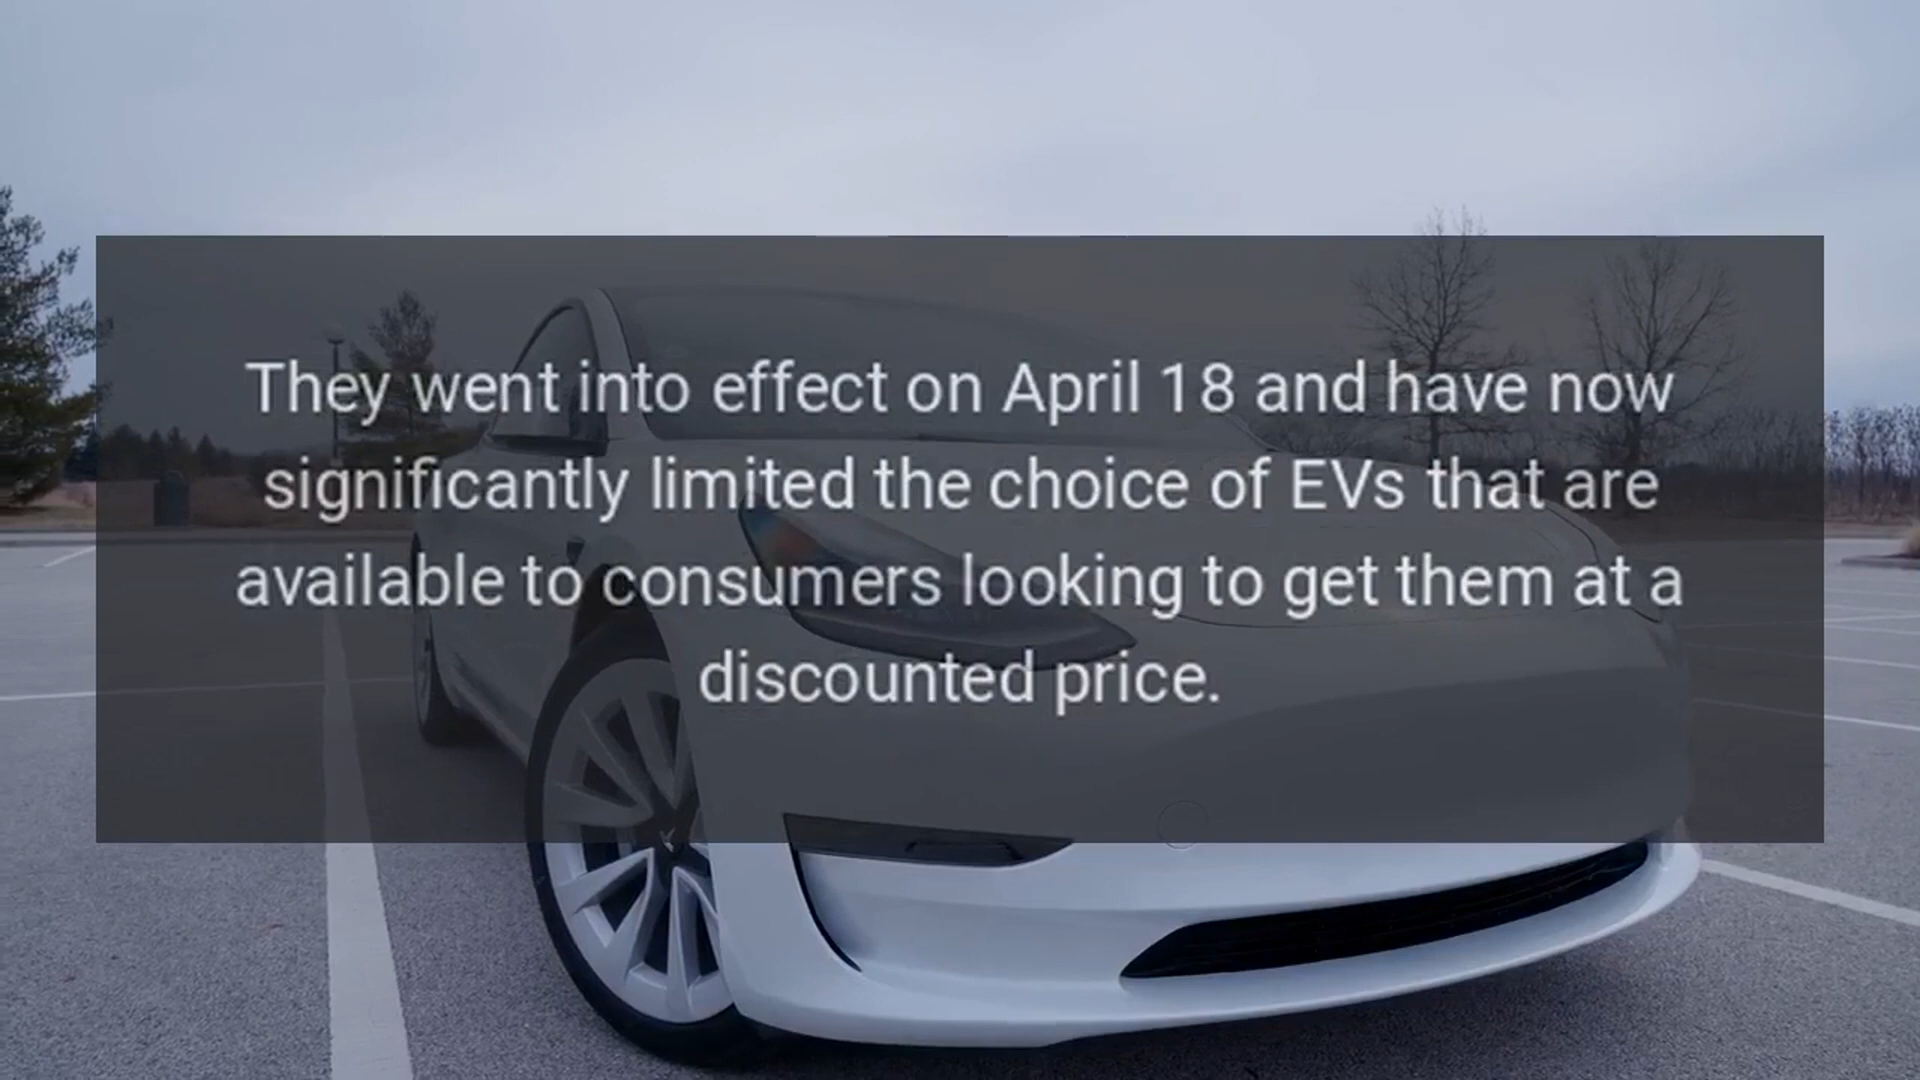 They went into effect on April 18 and have now
significantly limited the choice of EVs that are
available to consumers looking to get them at a
discounted price.